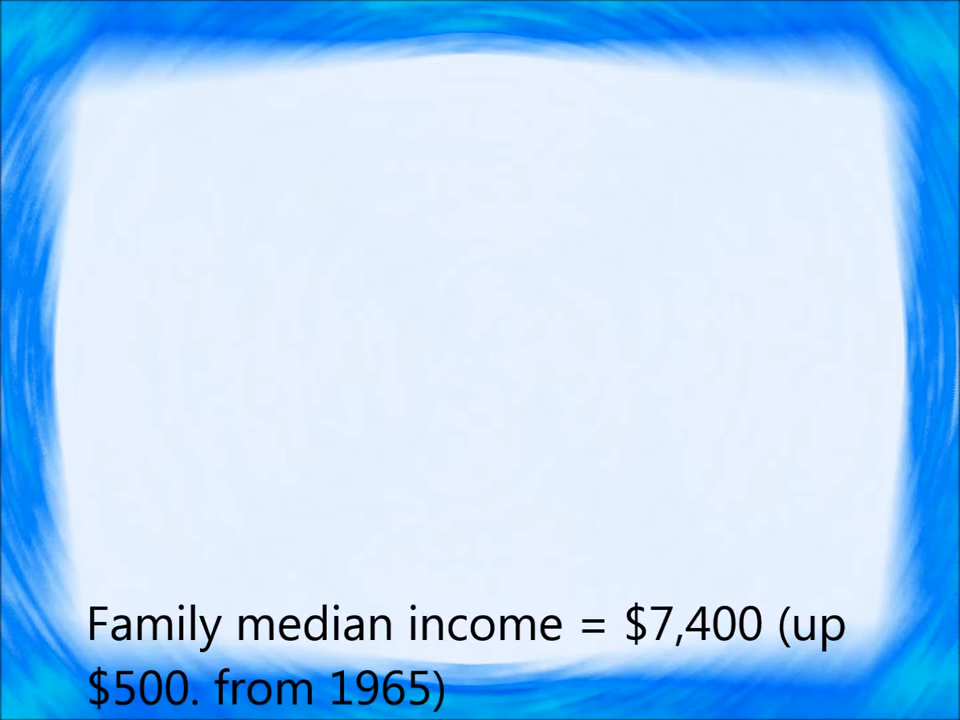 Family median income = $7,400 (up
$500. from 1965)